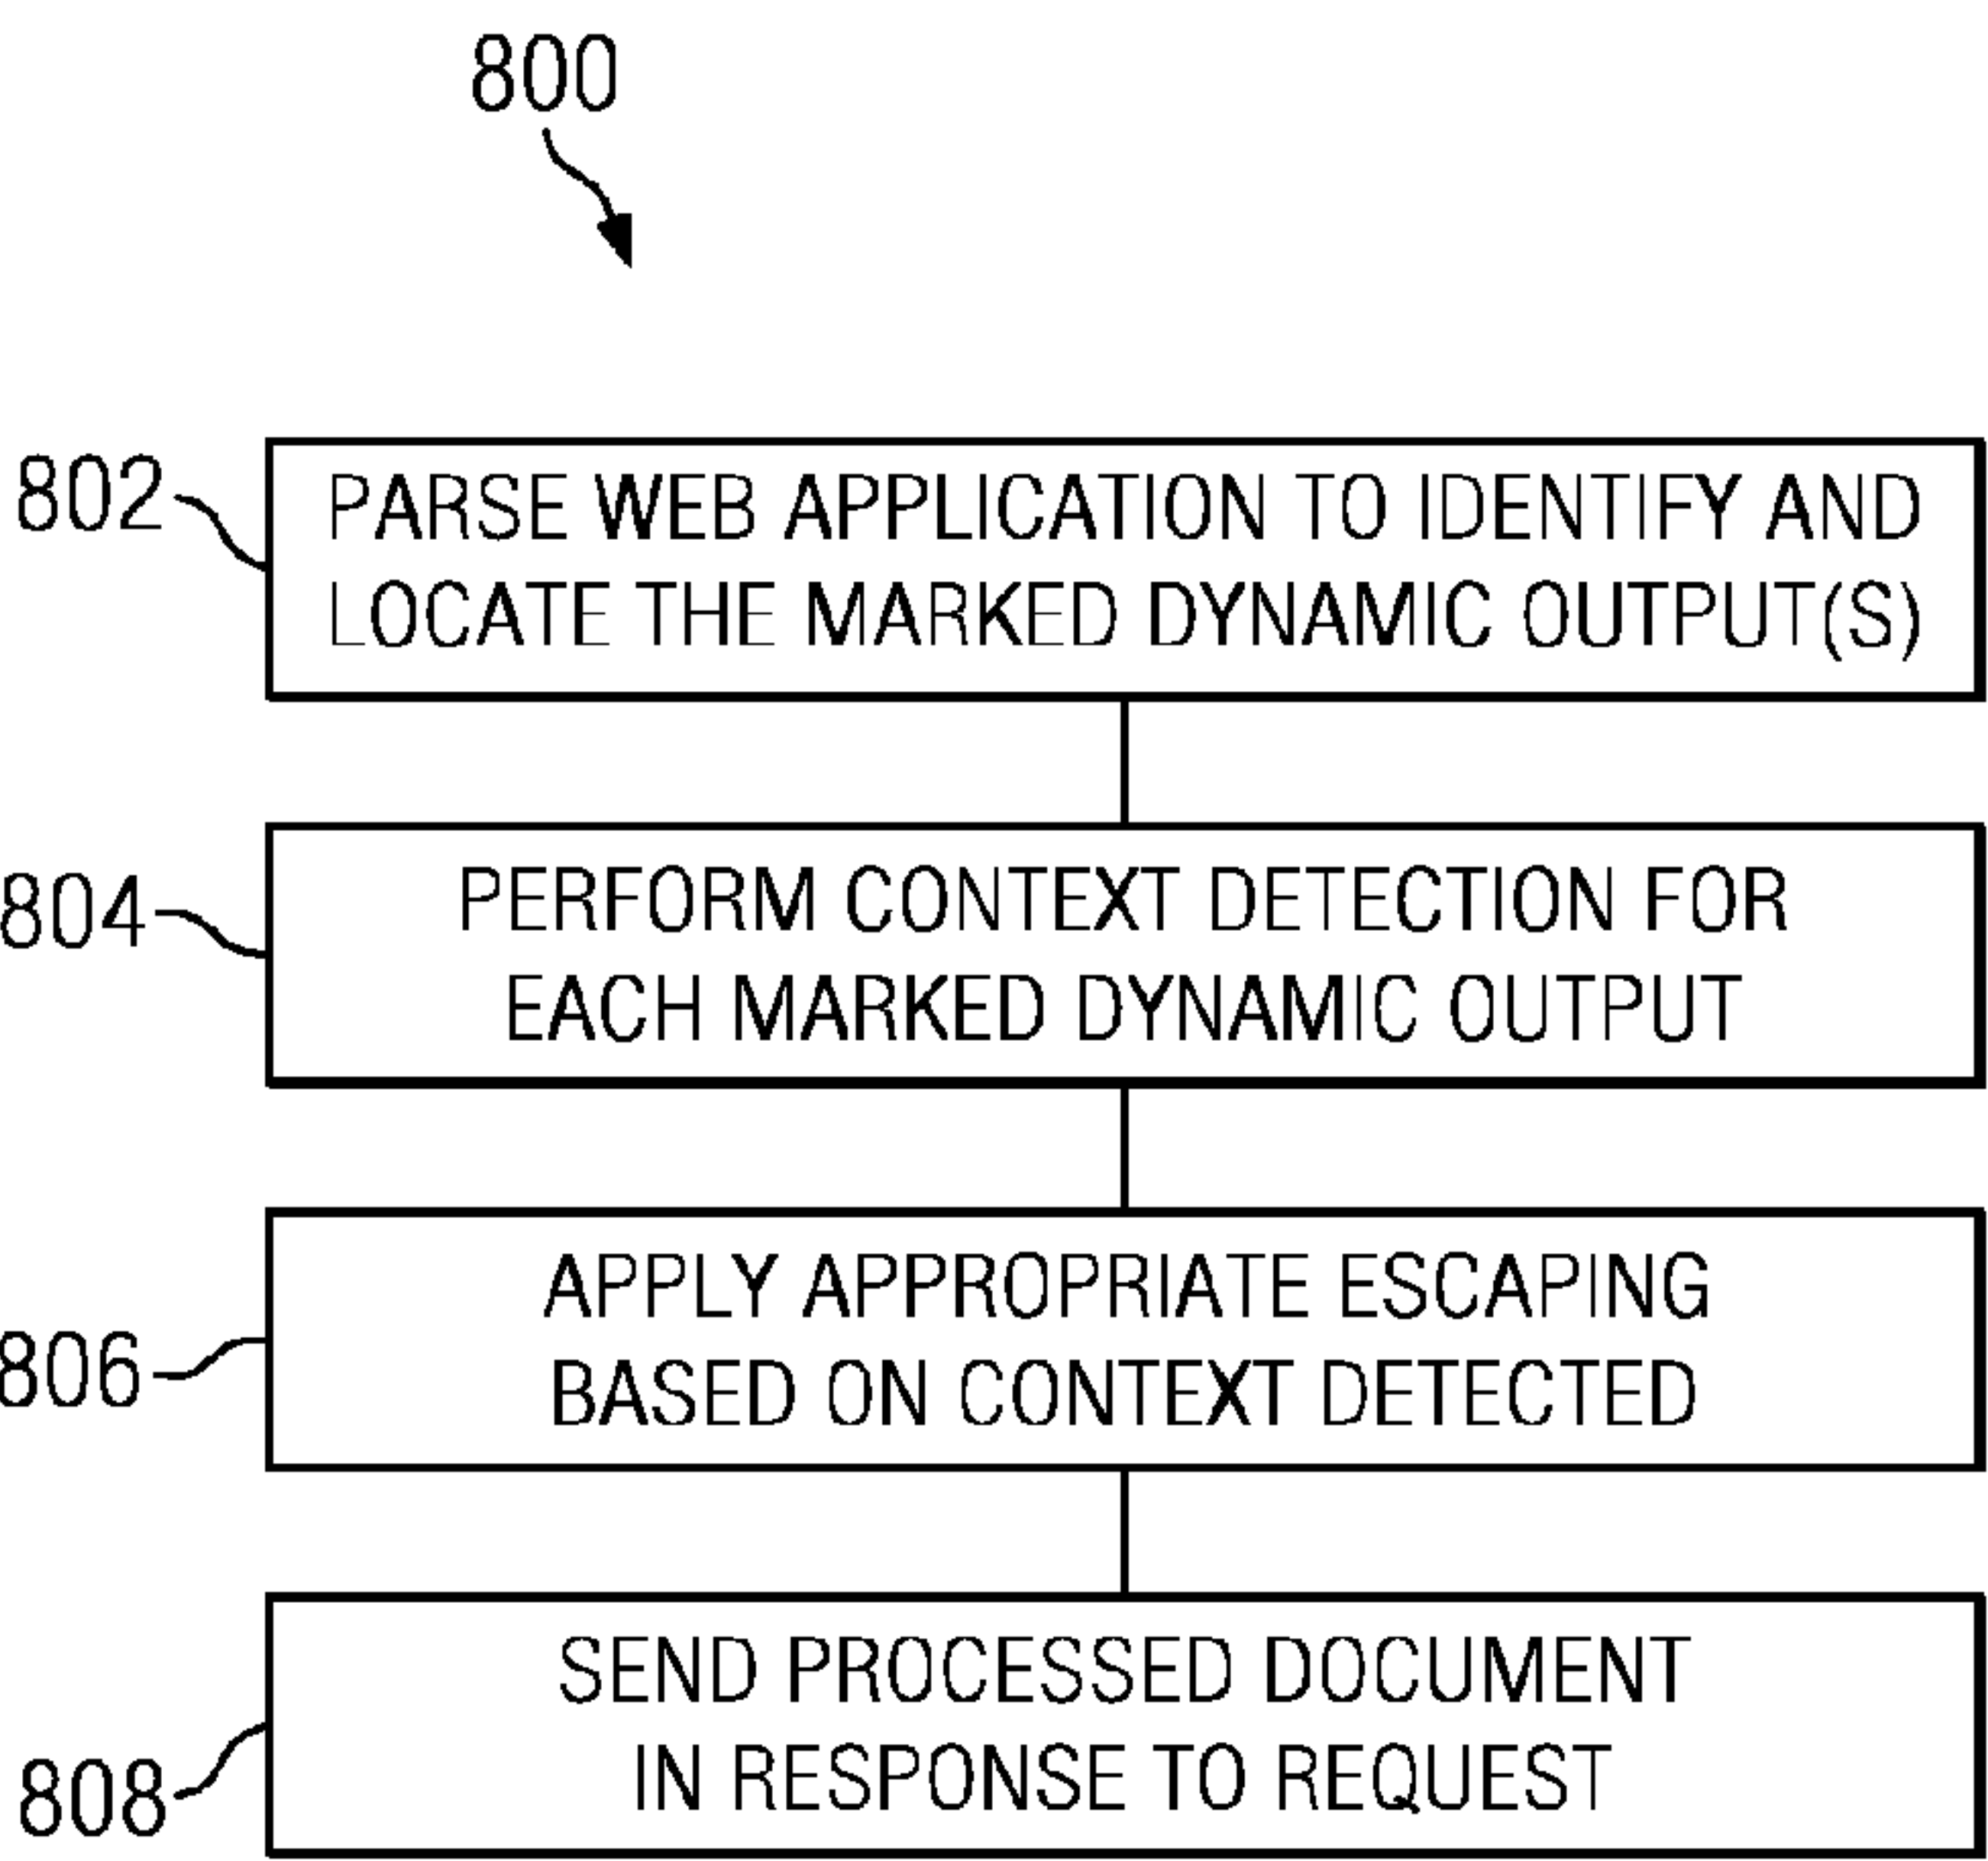 800
802
PARSE WEB APPLICATION TO IDENTIFY AND
LOCATE THE MARKED DYNAMIC OUTPUT(S)
804
PERFORM CONTEXT DETECTION FOR
EACH MARKED DYNAMIC OUTPUT
806
APPLY APPROPRIATE ESCAPING
BASED ON CONTEXT DETECTED
808
SEND PROCESSED DOCUMENT
IN RESPONSE TO REQUEST